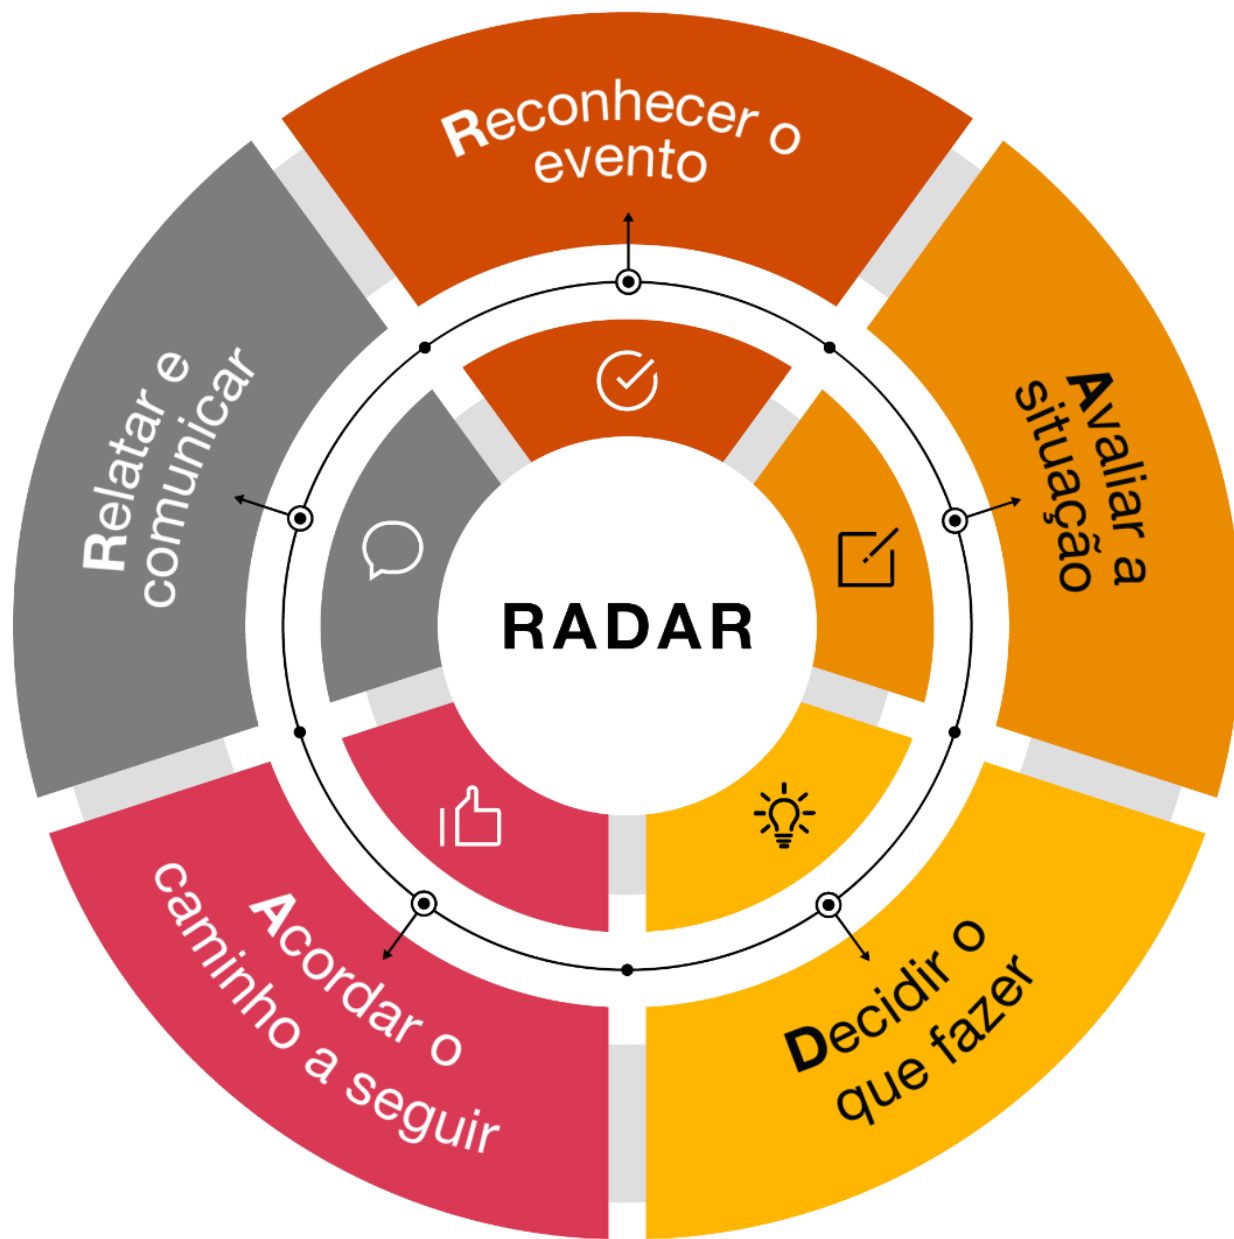 Reconhecer o
evento
Avaliar a
situação
Decidir o
que fazer
Acordar o
caminho a seguir
Relatar e
comunicar
RADAR